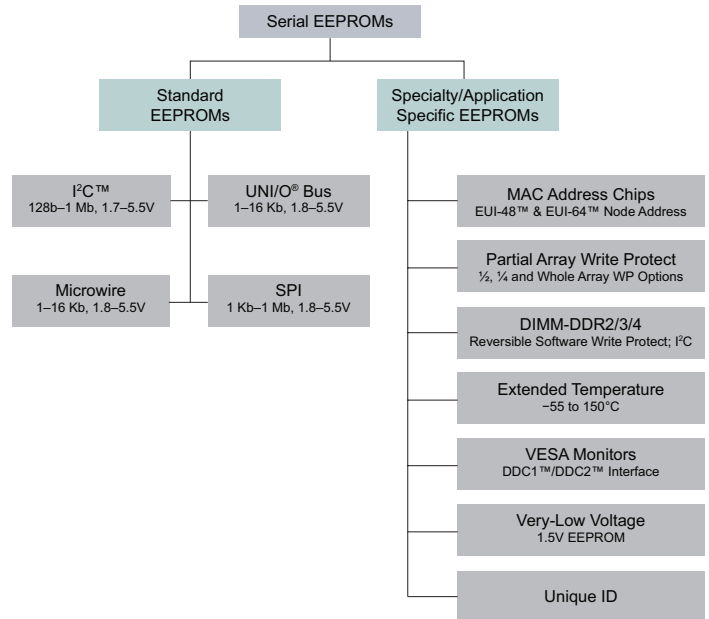 Serial EEPROMs
Standard
EEPROMs
Specialty/Application
Specific EEPROMs
I²C™
128b–1 Mb, 1.7–5.5V
UNI/O® Bus
1–16 Kb, 1.8–5.5V
Microwire
1–16 Kb, 1.8–5.5V
SPI
1 Kb–1 Mb, 1.8–5.5V
MAC Address Chips
EUI-48™ & EUI-64™ Node Address
Partial Array Write Protect
½, ¼ and Whole Array WP Options
DIMM-DDR2/3/4
Reversible Software Write Protect; I²C
Extended Temperature
−55 to 150°C
VESA Monitors
DDC1™/DDC2™ Interface
Very-Low Voltage
1.5V EEPROM
Unique ID